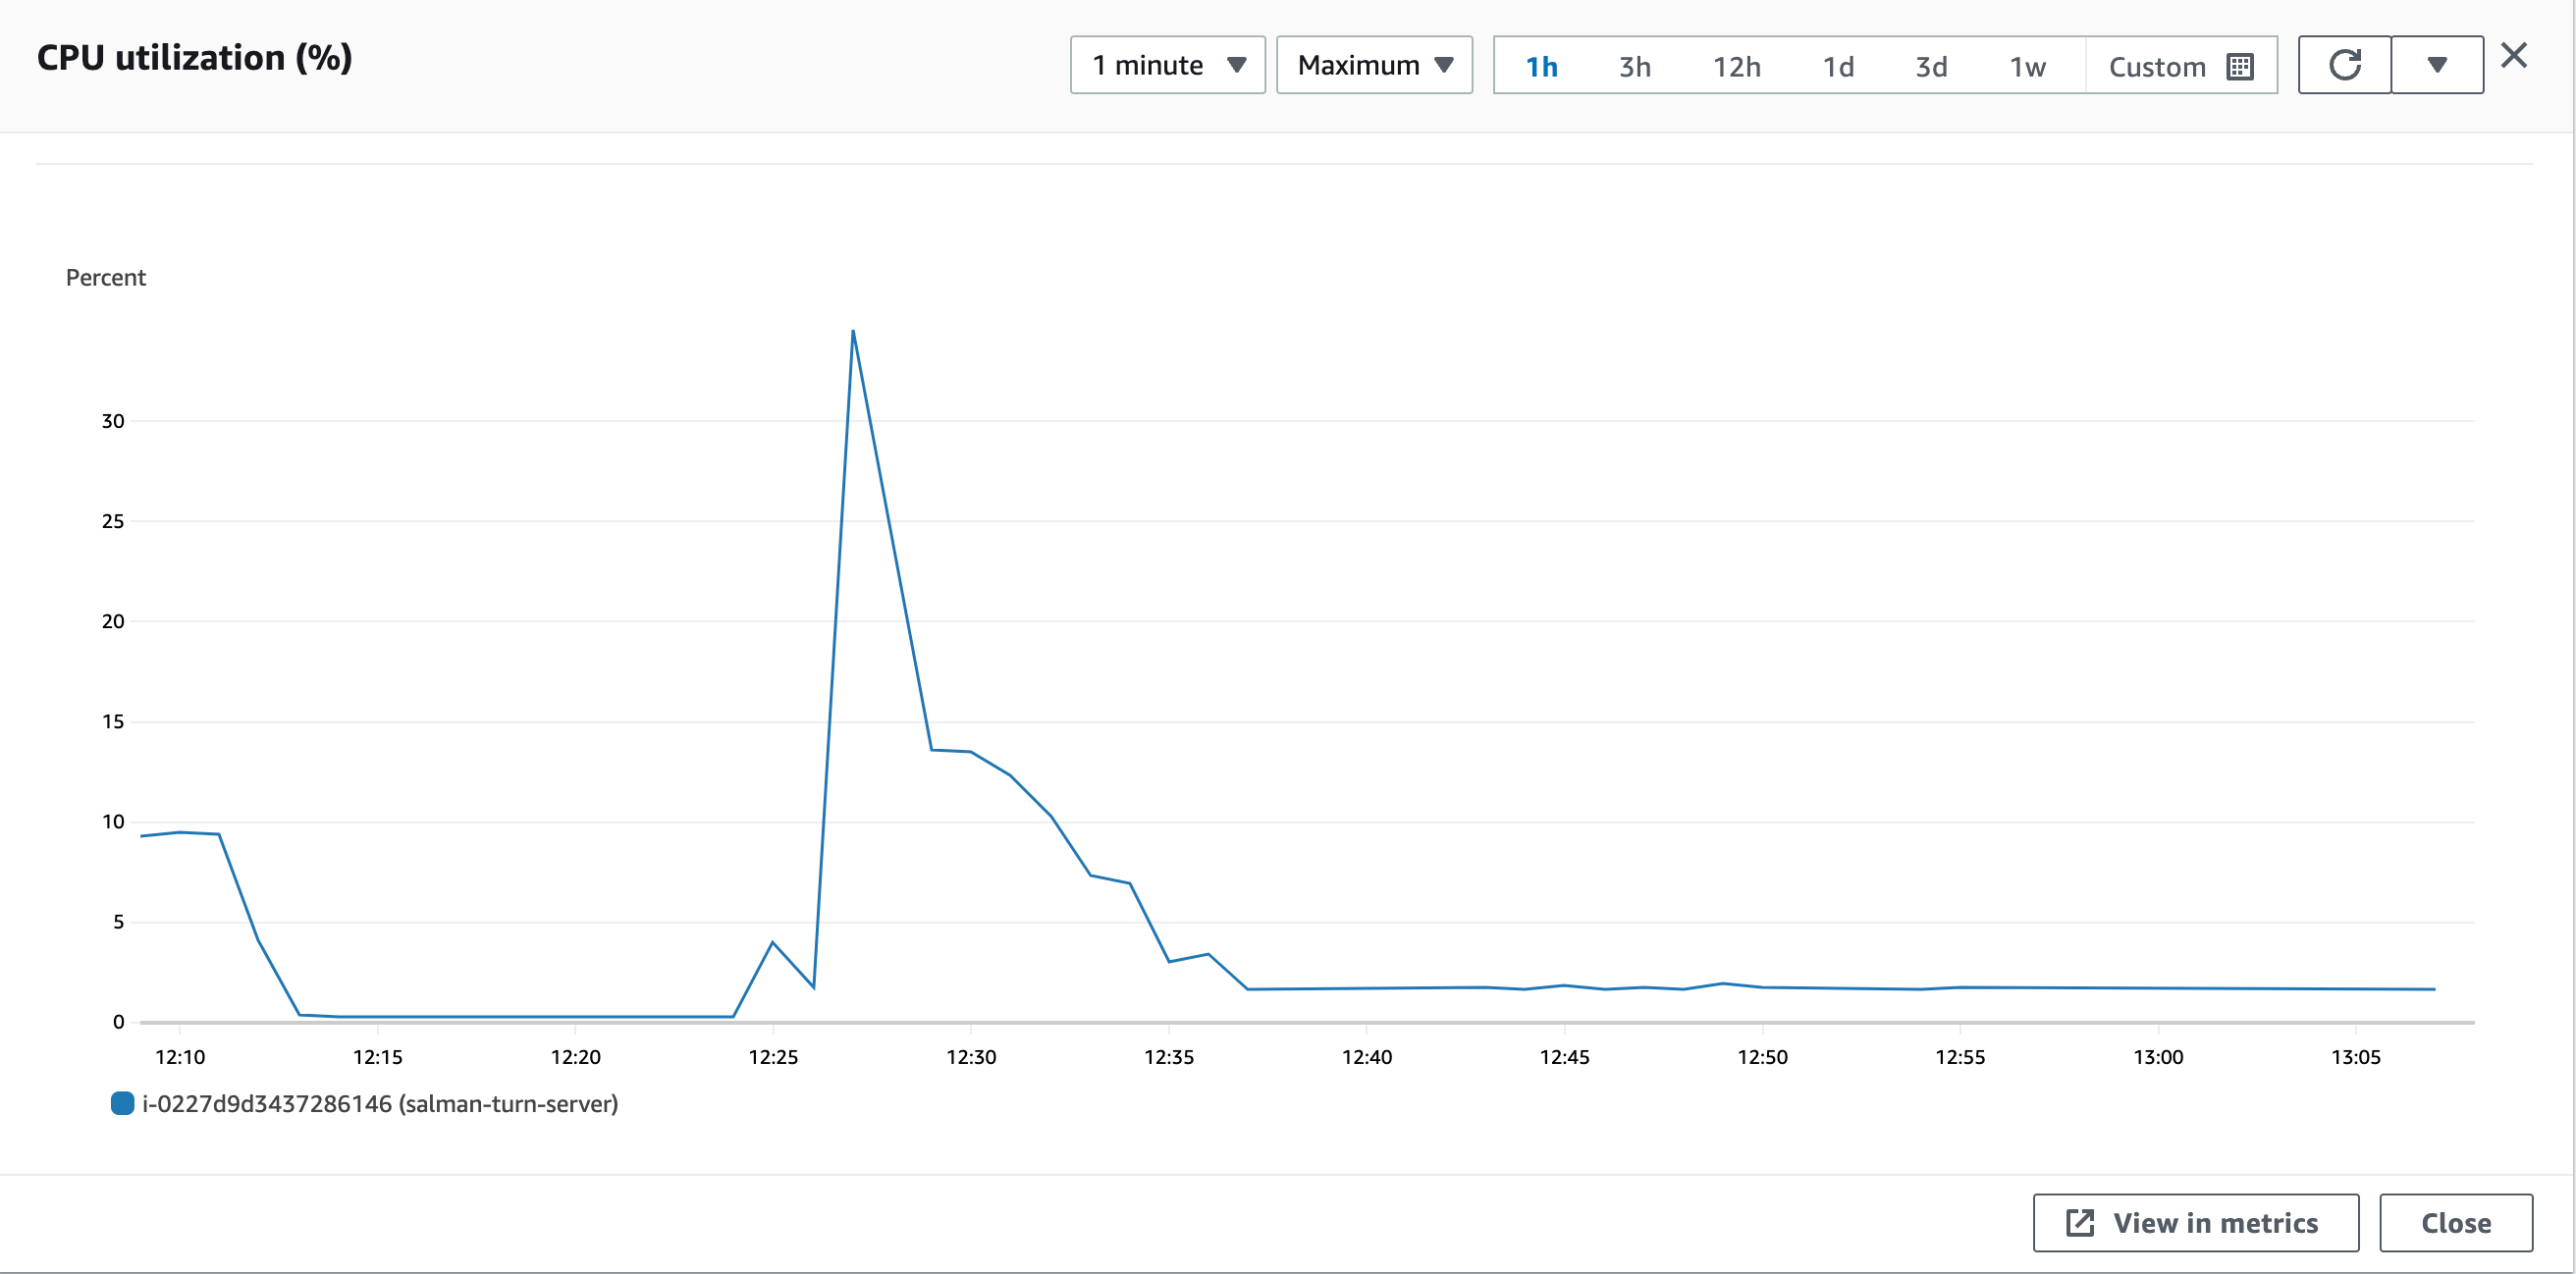 CPU utilization (%)
1 minute
Maximum
1h 3h 12h 1d 3d 1w Custom
Percent
30
25
20
15
10
5
0
12:10 12:15 12:20 12:25 12:30 12:35 12:40 12:45 12:50 12:55 13:00 13:05
i-0227d9d3437286146 (salman-turn-server)
View in metrics
Close